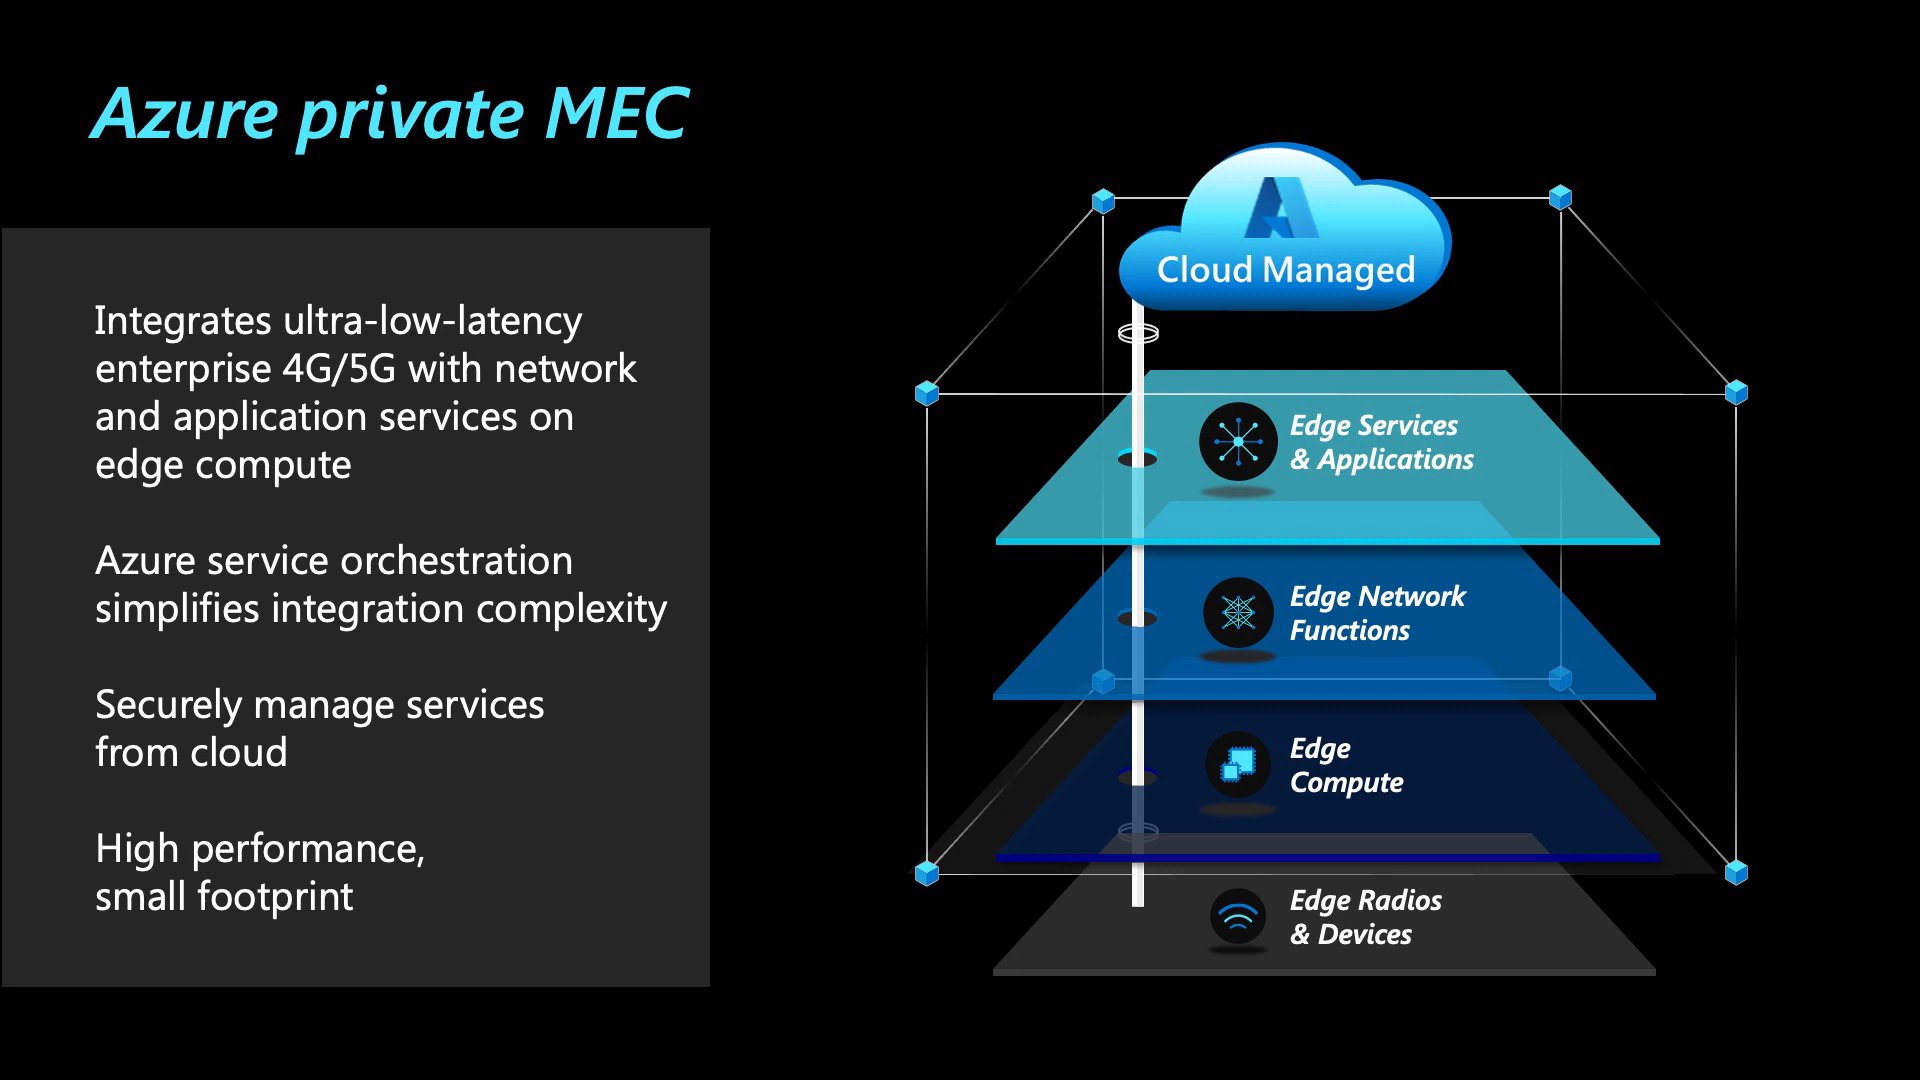 Azure private MEC
Integrates ultra-low-latency
enterprise 4G/5G with network
and application services on
edge compute
Azure service orchestration
simplifies integration complexity
Securely manage services
from cloud
High performance,
small footprint
Cloud Managed
Edge Services
& Applications
Edge Network
Functions
Edge
Compute
Edge Radios
& Devices